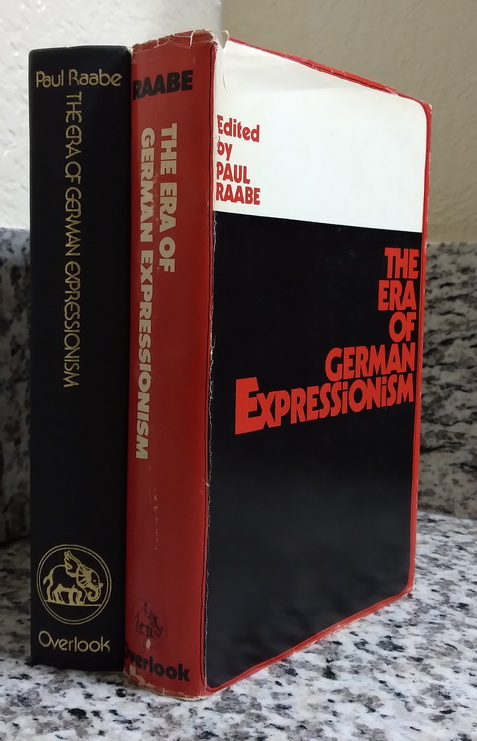 Paul Raabe
THE ERA OF GERMAN EXPRESSIONISM
Overlook
RAABE
THE ERA OF
GERMAN EXPRESSIONISM
Overlook
Edited
by
PAUL
RAABE
THE
ERA
OF
GERMAN
EXPRESSiONiSM